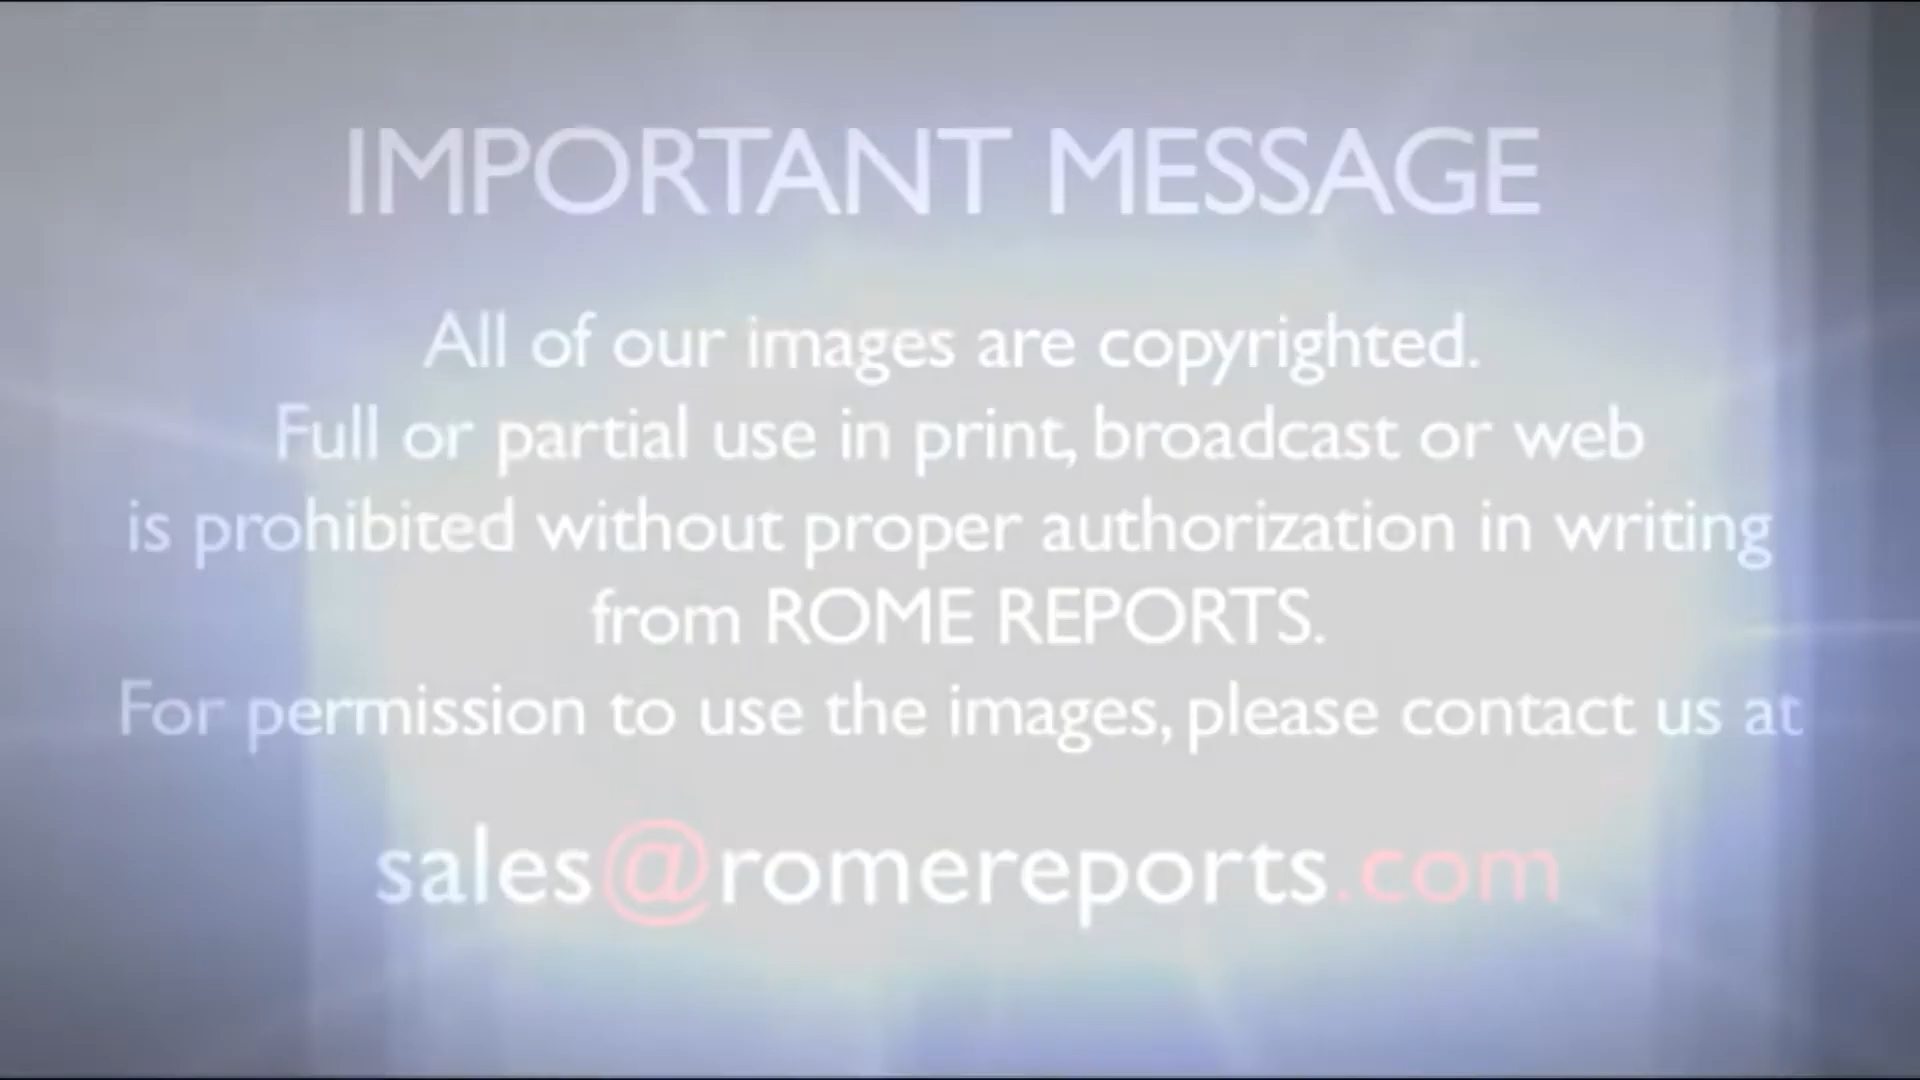 IMPORTANT MESSAGE
All of our images are copyrighted.
Full or partial use in print, broadcast or web
is prohibited without proper authorization in writing
from ROME REPORTS.
For permission to use the images, please contact us at
sales@romereports.com